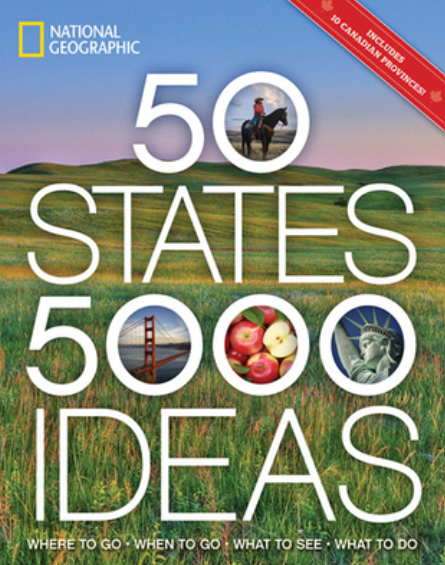 NATIONAL
GEOGRAPHIC
INCLUDES
10 CANADIAN PROVINCES!
50
STATES
5000
IDEAS
WHERE TO GO • WHEN TO GO • WHAT TO SEE • WHAT TO DO